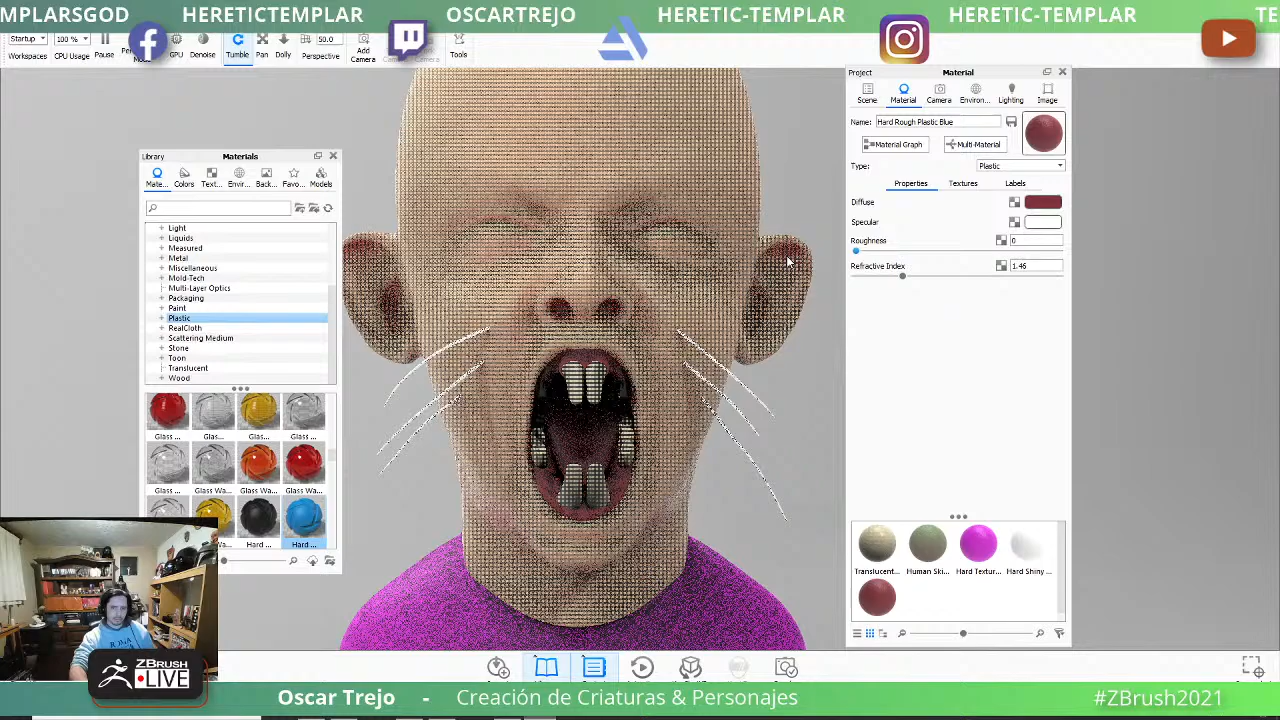 MPLARSGOD HERETICTEMPLAR OSCARTREJO HERETIC-TEMPLAR HERETIC-TEMPLAR TE
Startup 100 % 50.0
Workspaces CPU Usage Pause GPU Denoise Tumble Pan Dolly Perspective Add Camera Tools
Library Materials
Mate... Colors Text... Envir... Back... Favo... Models
Light
Liquids
Measured
Metal
Miscellaneous
Mold-Tech
Multi-Layer Optics
Packaging
Paint
Plastic
RealCloth
Scattering Medium
Stone
Toon
Translucent
Wood
Glass ... Glas... Glas... Glass ...
Glass Wa... Glass Wa...
Hard ... Hard ...
Project Material
Scene Material Camera Environ... Lighting Image
Name: Hard Rough Plastic Blue
Material Graph Multi-Material
Type: Plastic
Properties Textures Labels
Diffuse
Specular
Roughness 0
Refractive Index 1.46
Translucent... Human Ski... Hard Textur... Hard Shiny ...
ZBRUSH
LIVE
Oscar Trejo - Creación de Criaturas & Personajes #ZBrush2021